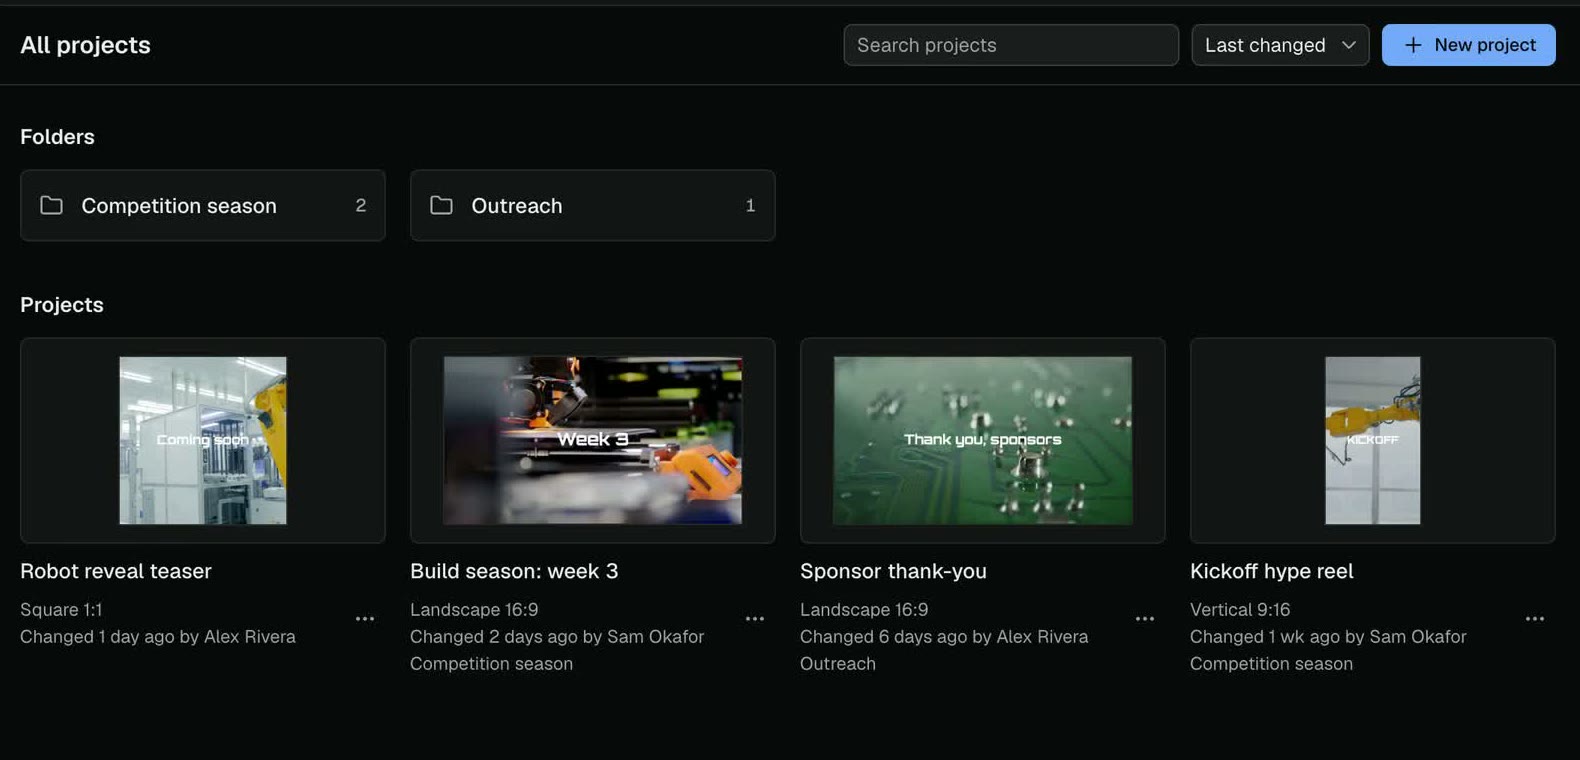 All projects
Search projects
Last changed
New project
Folders
Competition season
2
Outreach
1
Projects
Coming soon
Week 3
Thank you, sponsors
KICKOFF
Robot reveal teaser
Square 1:1
Changed 1 day ago by Alex Rivera
Build season: week 3
Landscape 16:9
Changed 2 days ago by Sam Okafor
Competition season
Sponsor thank-you
Landscape 16:9
Changed 6 days ago by Alex Rivera
Outreach
Kickoff hype reel
Vertical 9:16
Changed 1 wk ago by Sam Okafor
Competition season